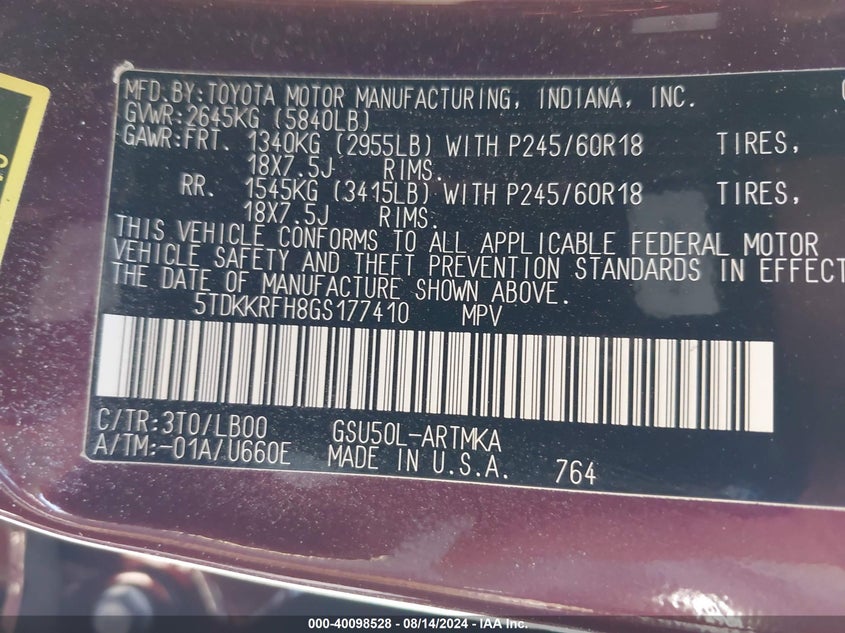 MFD. BY: TOYOTA MOTOR MANUFACTURING, INDIANA, INC.
GVWR: 2645KG (5840LB)
GAWR: FRT. 1340KG (2955LB) WITH P245/60R18 TIRES,
18X7.5J RIMS.
RR. 1545KG (3415LB) WITH P245/60R18 TIRES,
18X7.5J RIMS.
THIS VEHICLE CONFORMS TO ALL APPLICABLE FEDERAL MOTOR
VEHICLE SAFETY AND THEFT PREVENTION STANDARDS IN EFFECT
THE DATE OF MANUFACTURE SHOWN ABOVE.
5TDKKRFH8GS177410 MPV
C/TR: 3T0/LB00 GSU50L-ARTMKA
A/TM: -01A/U660E MADE IN U.S.A. 764
000-40098528 - 08/14/2024 - IAA Inc.